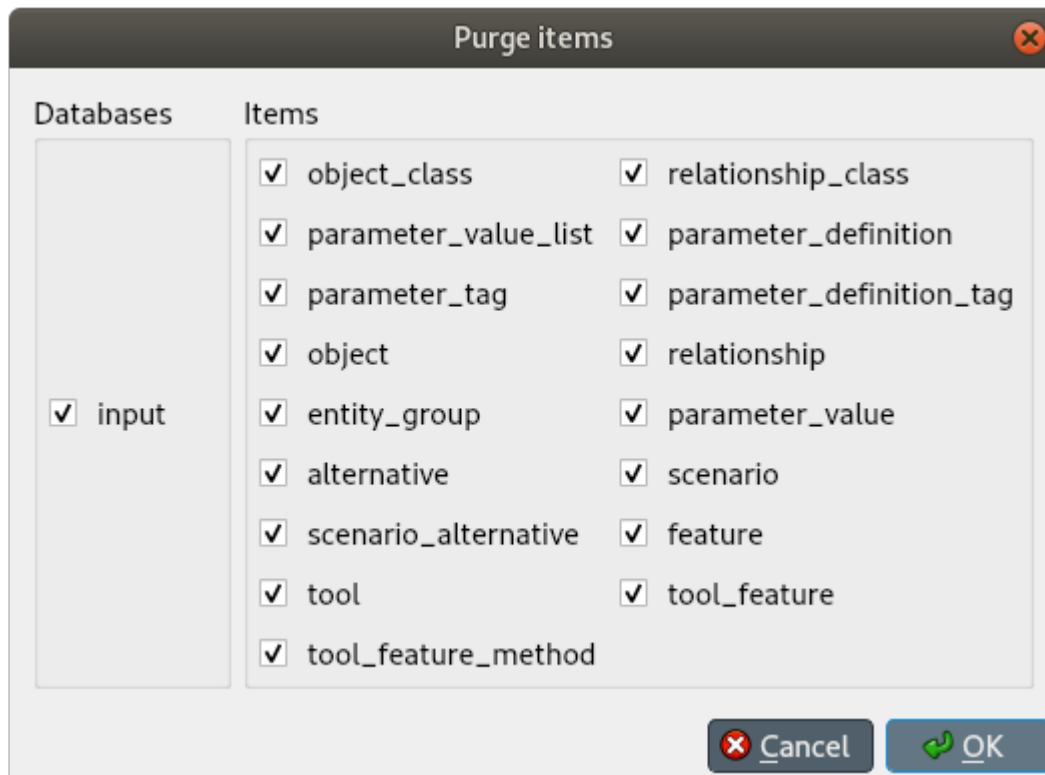 Purge items
Databases Items
object_class relationship_class
parameter_value_list parameter_definition
parameter_tag parameter_definition_tag
object relationship
input entity_group parameter_value
alternative scenario
scenario_alternative feature
tool tool_feature
tool_feature_method
Cancel OK